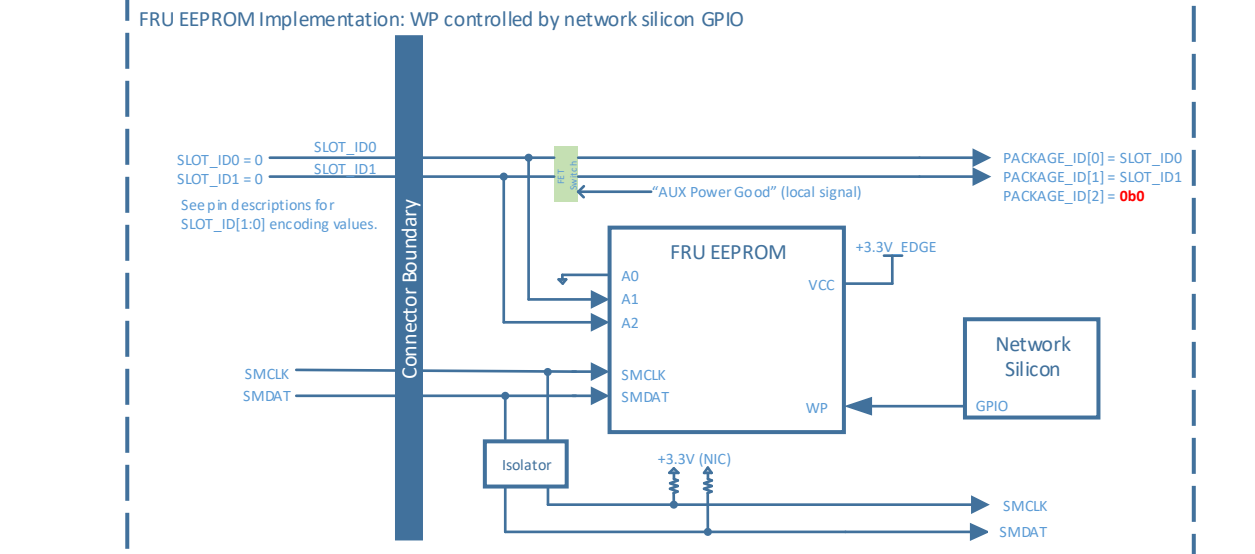 FRU EEPROM Implementation: WP controlled by network silicon GPIO
SLOT_ID0
SLOT_ID0 = 0
SLOT_ID1
SLOT_ID1 = 0
See pin descriptions for
SLOT_ID[1:0] encoding values.
Connector Boundary
FET
Switch
"AUX Power Good" (local signal)
PACKAGE_ID[0] = SLOT_ID0
PACKAGE_ID[1] = SLOT_ID1
PACKAGE_ID[2] = 0b0
FRU EEPROM
+3.3V_EDGE
A0
VCC
A1
A2
SMCLK
SMDAT
SMCLK
SMDAT
WP
Network
Silicon
GPIO
Isolator
+3.3V (NIC)
SMCLK
SMDAT